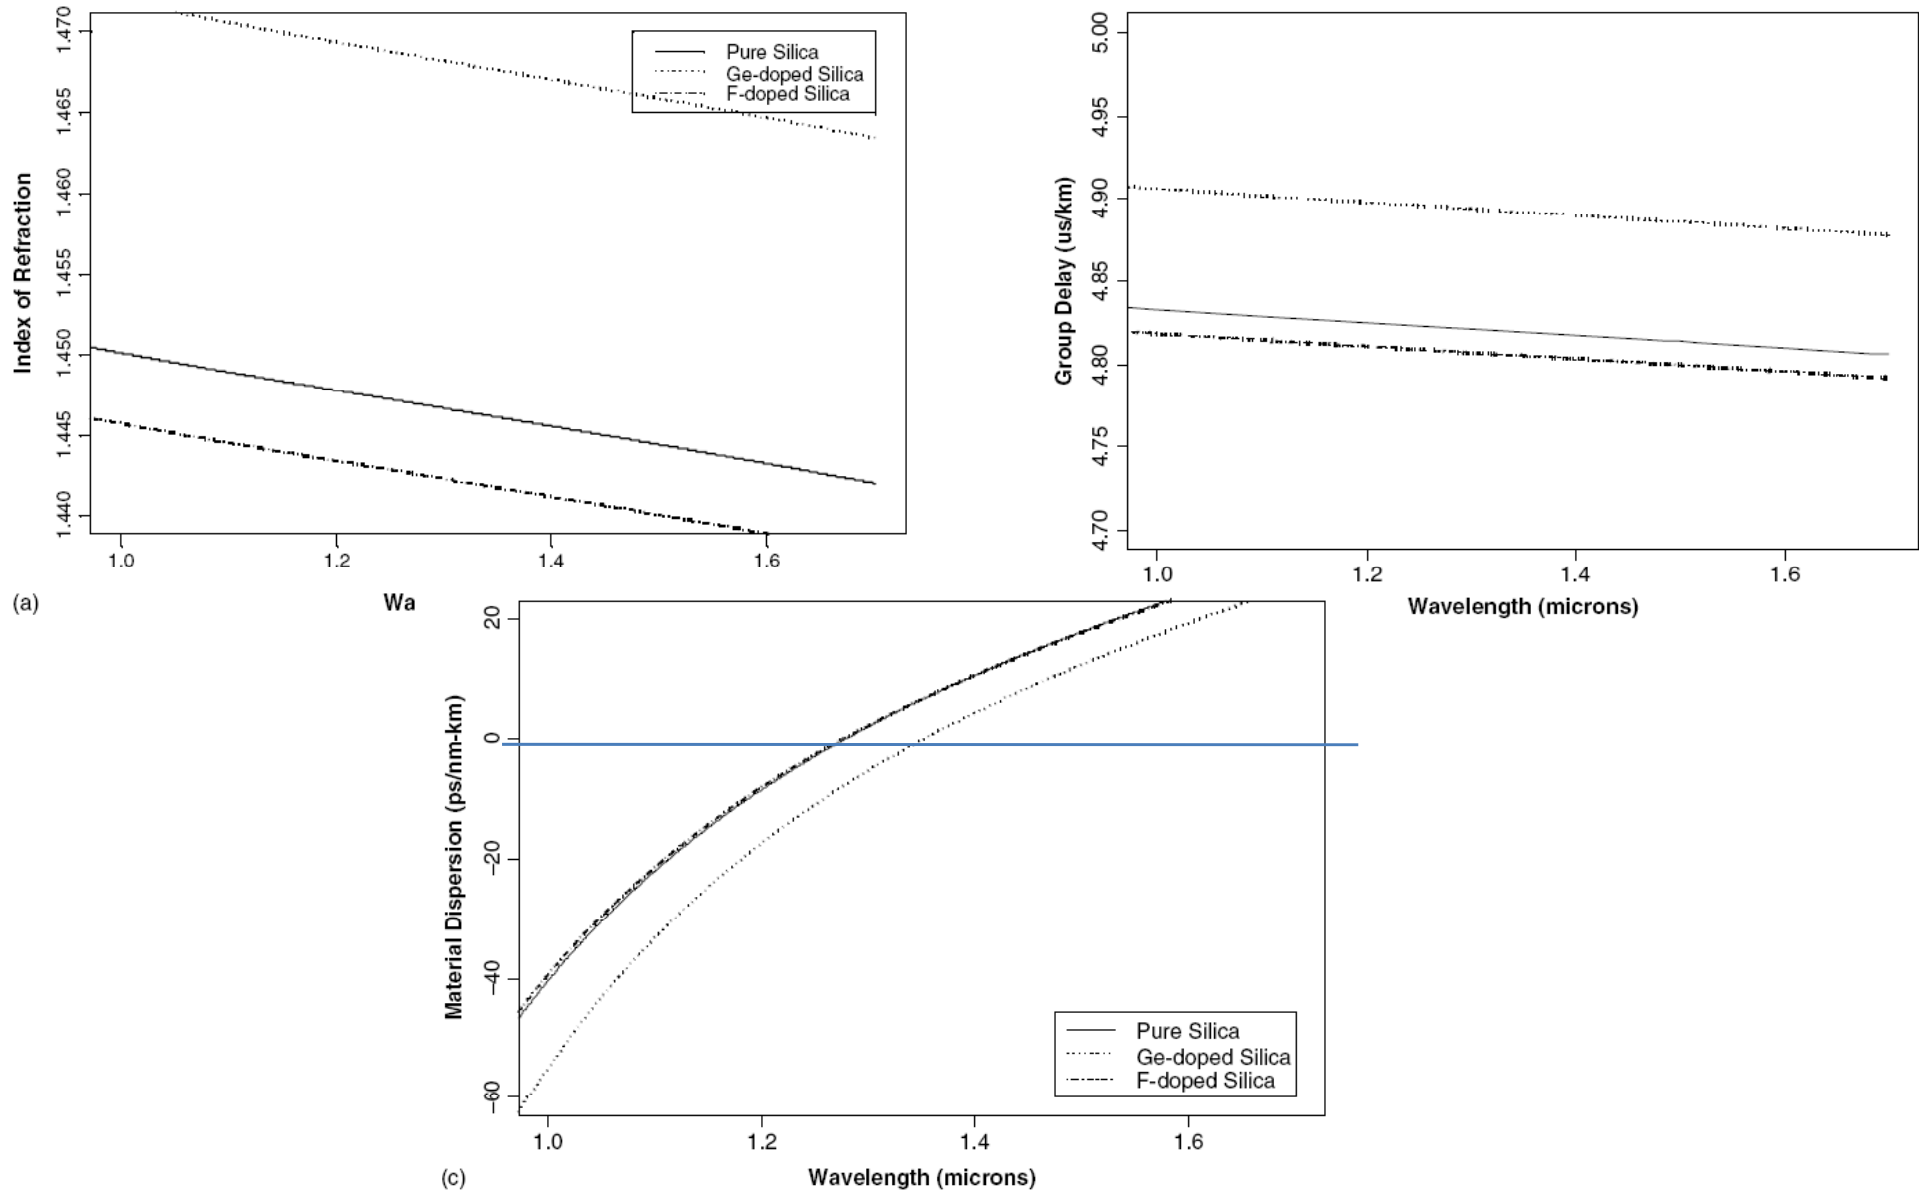 Index of Refraction
1.470
1.465
1.460
1.455
1.450
1.445
1.440
Pure Silica
Ge-doped Silica
F-doped Silica
1.0 1.2 1.4 1.6
(a)
Wa
Group Delay (us/km)
5.00
4.95
4.90
4.85
4.80
4.75
4.70
1.0 1.2 1.4 1.6
Wavelength (microns)
Material Dispersion (ps/nm-km)
20
0
-20
-40
-60
Pure Silica
Ge-doped Silica
F-doped Silica
1.0 1.2 1.4 1.6
(c)
Wavelength (microns)